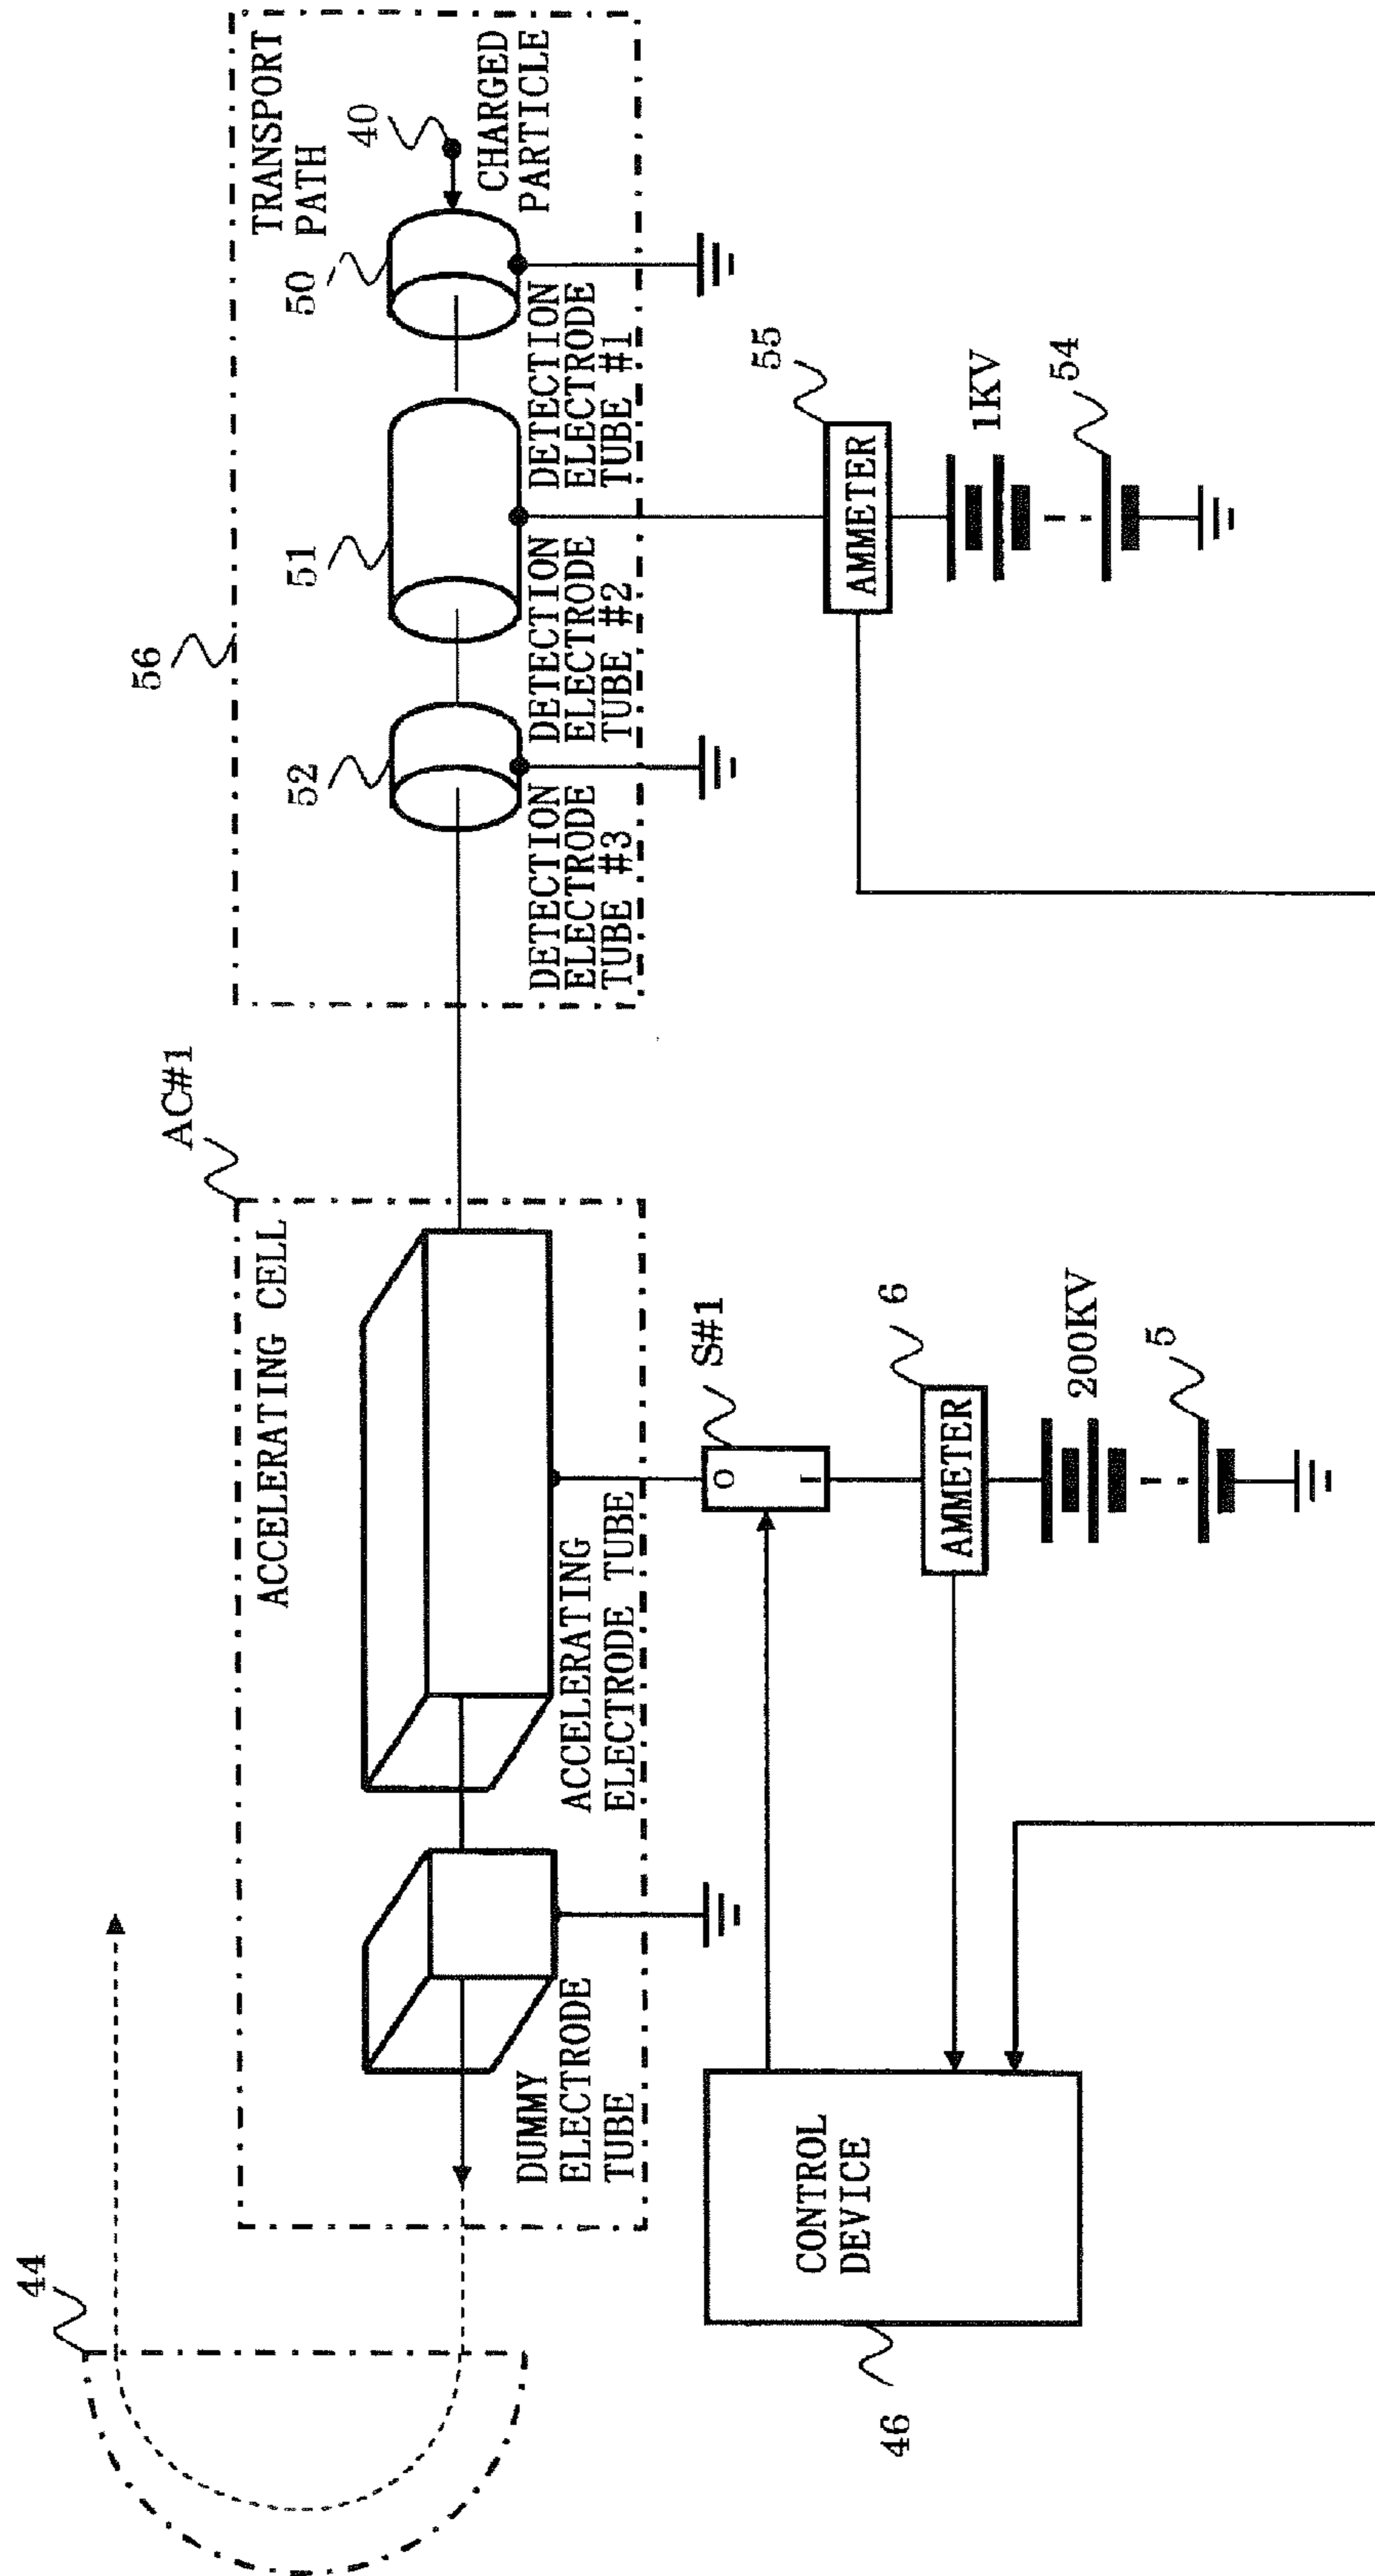 44
AC#1
56
ACCELERATING CELL
TRANSPORT
PATH
52
51
50
40
CHARGED
PARTICLE
DUMMY
ELECTRODE
TUBE
ACCELERATING
ELECTRODE TUBE
DETECTION
ELECTRODE
TUBE #3
DETECTION
ELECTRODE
TUBE #2
DETECTION
ELECTRODE
TUBE #1
S#1
O
I
AMMETER
6
200KV
5
AMMETER
55
1KV
54
CONTROL
DEVICE
46